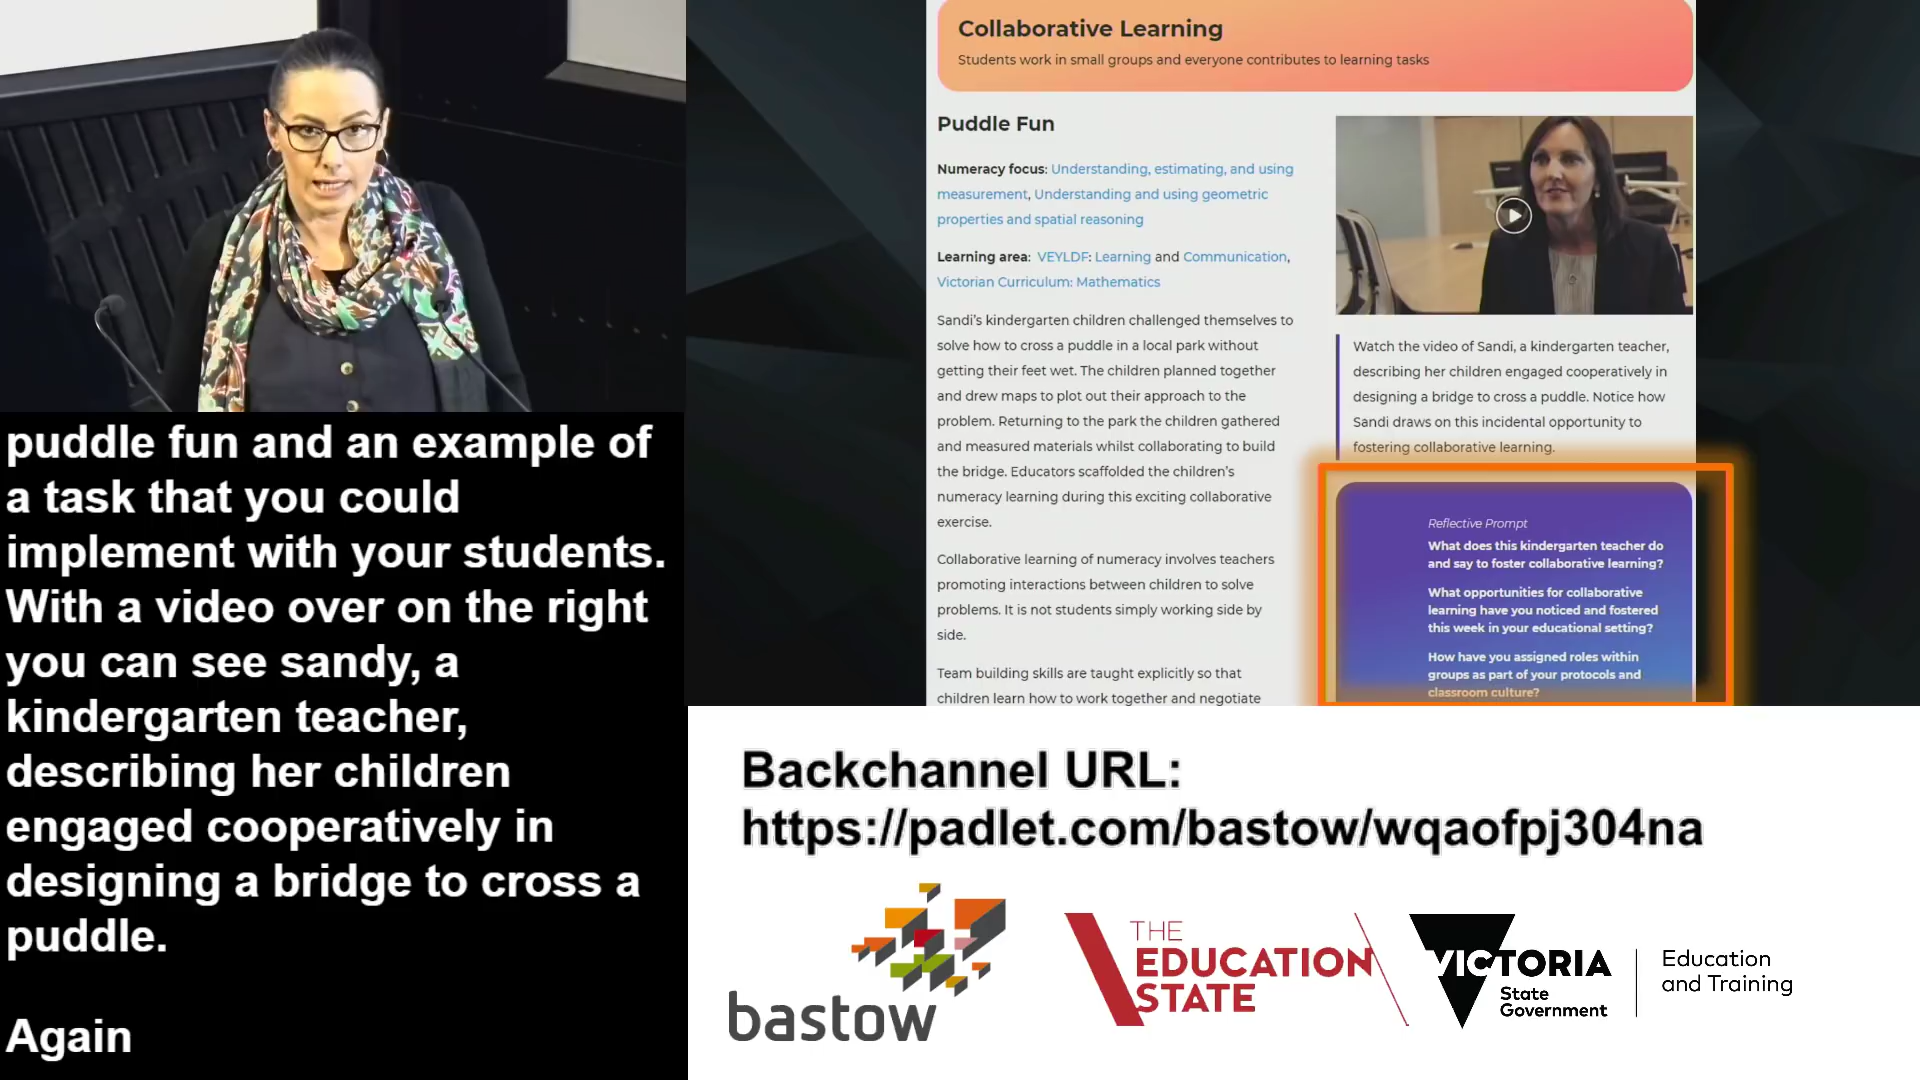 puddle fun and an example of
a task that you could
implement with your students.
With a video over on the right
you can see sandy, a
kindergarten teacher,
describing her children
engaged cooperatively in
designing a bridge to cross a
puddle.
Again
Collaborative Learning
Students work in small groups and everyone contributes to learning tasks
Puddle Fun
Numeracy focus: Understanding, estimating, and using
measurement, Understanding and using geometric
properties and spatial reasoning
Learning area: VEYLDF: Learning and Communication,
Victorian Curriculum: Mathematics
Sandi’s kindergarten children challenged themselves to
solve how to cross a puddle in a local park without
getting their feet wet. The children planned together
and drew maps to plot out their approach to the
problem. Returning to the park the children gathered
and measured materials whilst collaborating to build
the bridge. Educators scaffolded the children’s
numeracy learning during this exciting collaborative
exercise.
Collaborative learning of numeracy involves teachers
promoting interactions between children to solve
problems. It is not students simply working side by
side.
Team building skills are taught explicitly so that
children learn how to work together and negotiate
Watch the video of Sandi, a kindergarten teacher,
describing her children engaged cooperatively in
designing a bridge to cross a puddle. Notice how
Sandi draws on this incidental opportunity to
fostering collaborative learning.
Reflective Prompt
What does this kindergarten teacher do
and say to foster collaborative learning?
What opportunities for collaborative
learning have you noticed and fostered
this week in your educational setting?
How have you assigned roles within
groups as part of your protocols and
classroom culture?
Backchannel URL:
https://padlet.com/bastow/wqaofpj304na
bastow
THE
EDUCATION
STATE
VICTORIA
State
Government
Education
and Training